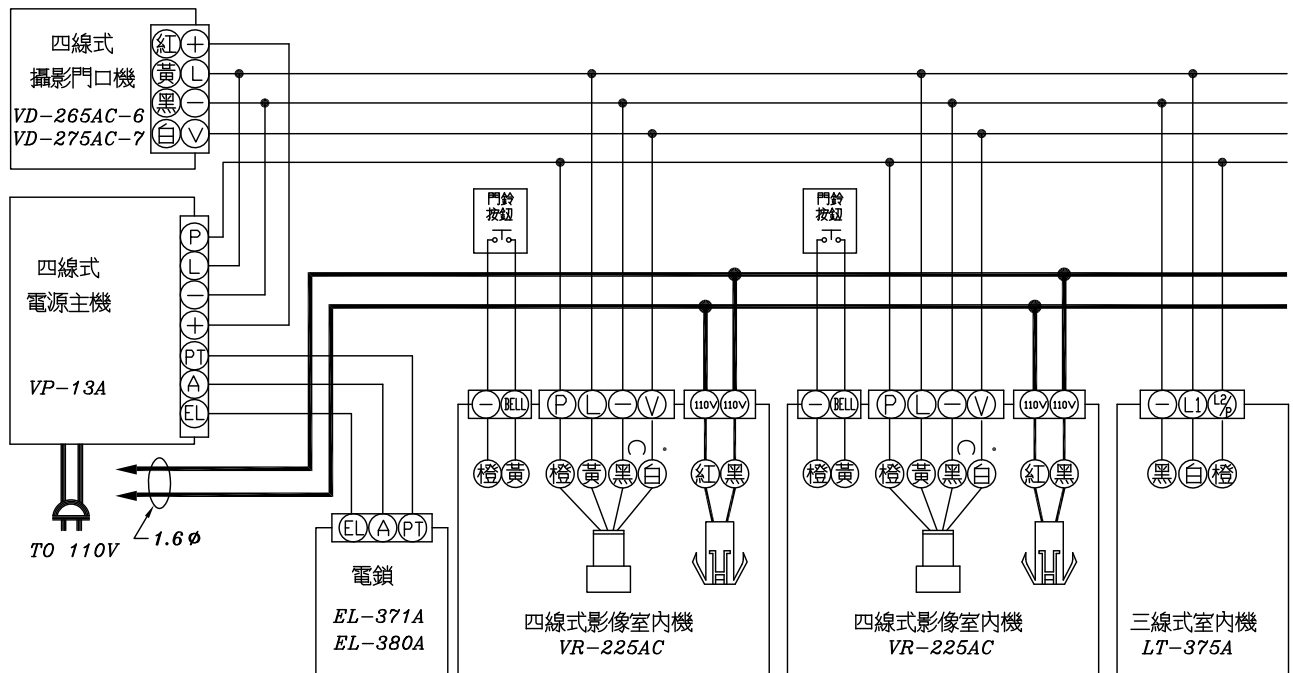 四線式
攝影門口機
VD-265AC-6
VD-275AC-7
紅 +
黃 L
黑 −
白 V
四線式
電源主機
VP-13A
P
L
−
+
PT
A
EL
TO 110V
1.6Ø
EL A PT
電鎖
EL-371A
EL-380A
門鈴
按鈕
− BELL P L − V 110V 110V
橙 黃 橙 黃 黑 白 紅 黑
四線式影像室內機
VR-225AC
門鈴
按鈕
− BELL P L − V 110V 110V
橙 黃 橙 黃 黑 白 紅 黑
四線式影像室內機
VR-225AC
− L1 L2/P
黑 白 橙
三線式室內機
LT-375A